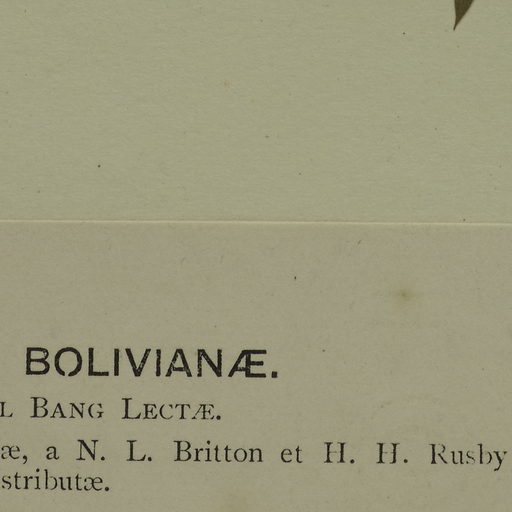 BOLIVIANÆ.
L BANG LECTÆ.
æ, a N. L. Britton et H. H. Rusby
stributæ.